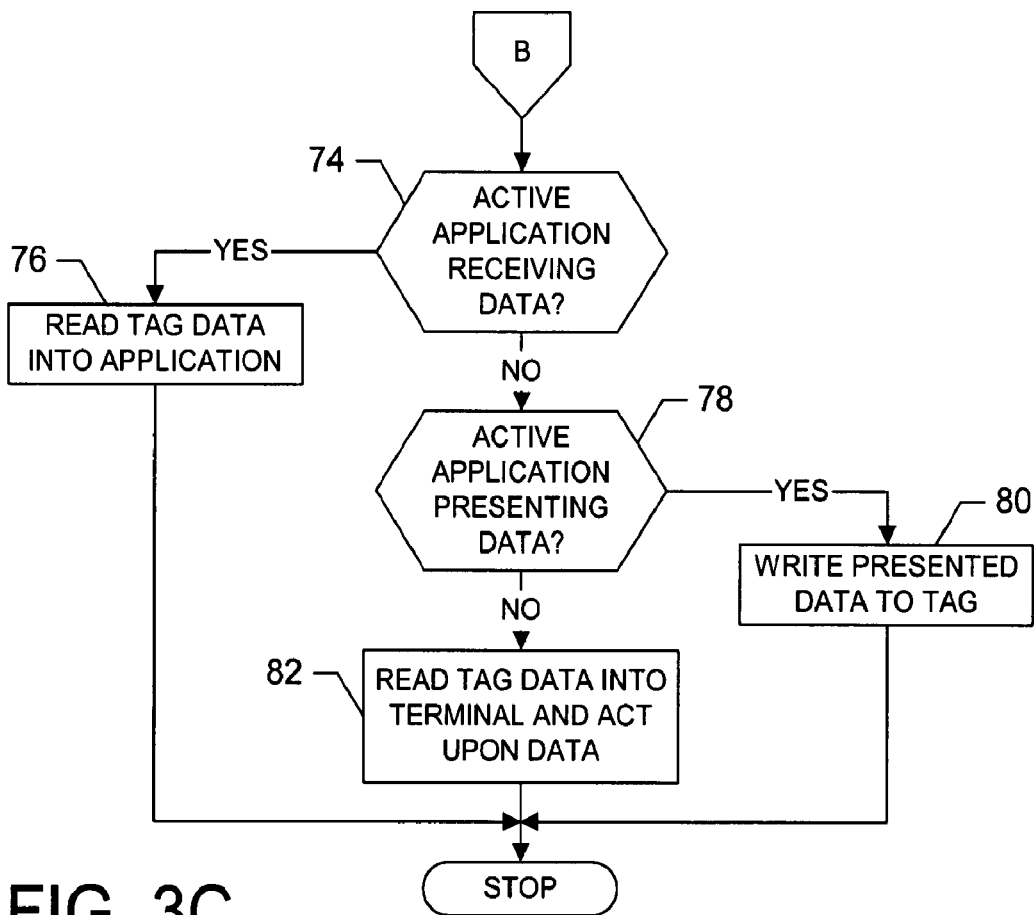 B
74
ACTIVE
APPLICATION
RECEIVING
DATA?
YES
76
READ TAG DATA
INTO APPLICATION
NO
78
ACTIVE
APPLICATION
PRESENTING
DATA?
YES
80
WRITE PRESENTED
DATA TO TAG
NO
82
READ TAG DATA INTO
TERMINAL AND ACT
UPON DATA
STOP
FIG. 3C